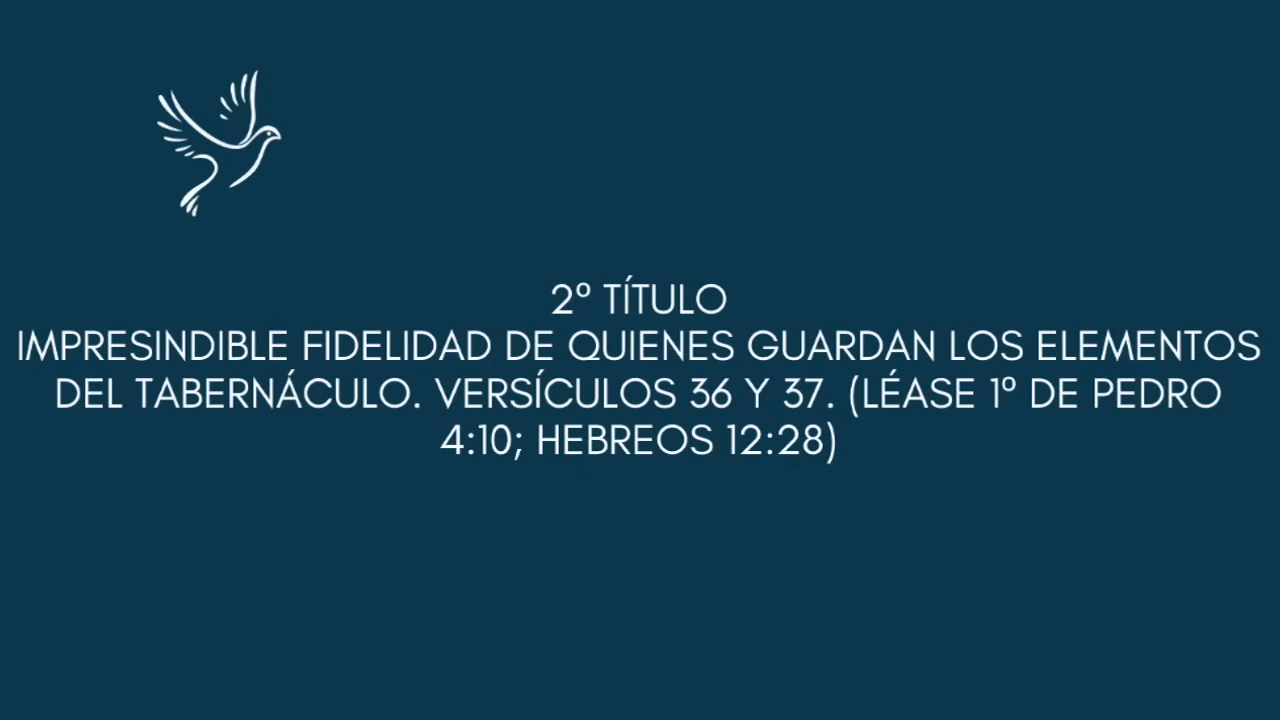 2º TÍTULO
IMPRESINDIBLE FIDELIDAD DE QUIENES GUARDAN LOS ELEMENTOS
DEL TABERNÁCULO. VERSÍCULOS 36 Y 37. (LÉASE 1º DE PEDRO
4:10; HEBREOS 12:28)